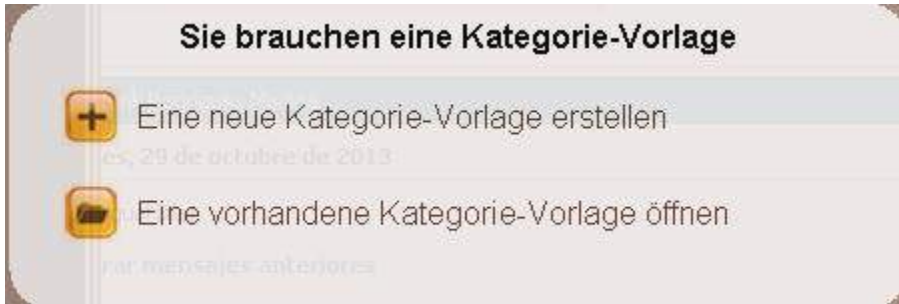 Sie brauchen eine Kategorie-Vorlage
Eine neue Kategorie-Vorlage erstellen
es, 29 de octubre de 2013
Eine vorhandene Kategorie-Vorlage öffnen
rar mensajes anteriores